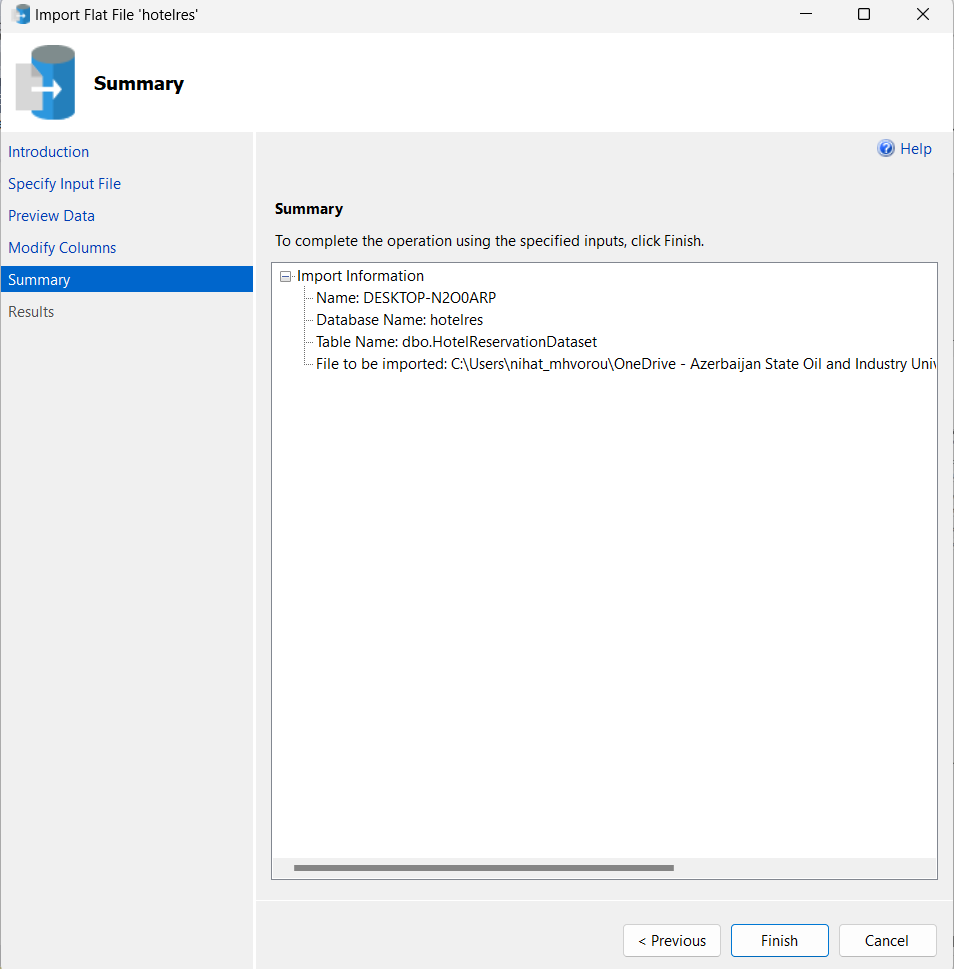 Import Flat File 'hotelres'
Summary
Introduction
Specify Input File
Preview Data
Modify Columns
Summary
Results
Help
Summary
To complete the operation using the specified inputs, click Finish.
Import Information
Name: DESKTOP-N2O0ARP
Database Name: hotelres
Table Name: dbo.HotelReservationDataset
File to be imported: C:\Users\nihat_mhvorou\OneDrive - Azerbaijan State Oil and Industry Univ
< Previous
Finish
Cancel